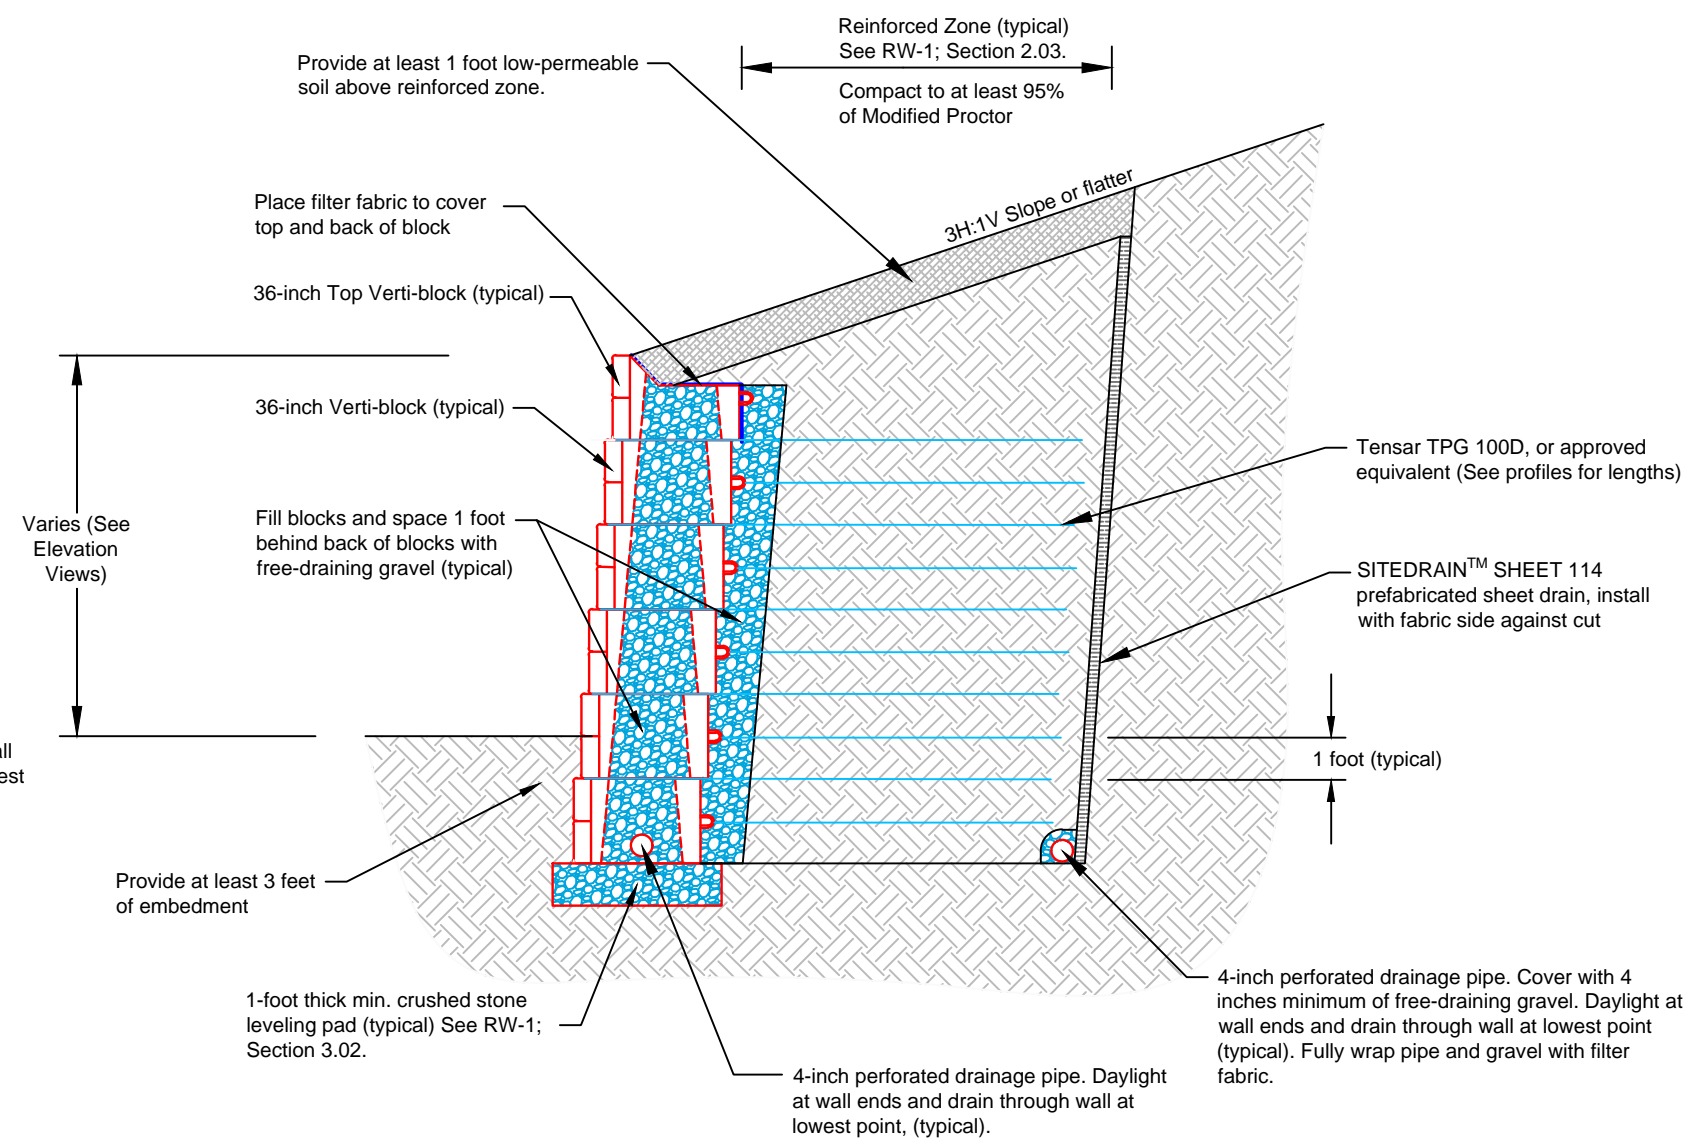 Reinforced Zone (typical)
See RW-1; Section 2.03.
Compact to at least 95%
of Modified Proctor
Provide at least 1 foot low-permeable
soil above reinforced zone.
3H:1V Slope or flatter
Place filter fabric to cover
top and back of block
36-inch Top Verti-block (typical)
36-inch Verti-block (typical)
Tensar TPG 100D, or approved
equivalent (See profiles for lengths)
Varies (See
Elevation
Views)
Fill blocks and space 1 foot
behind back of blocks with
free-draining gravel (typical)
SITEDRAIN™ SHEET 114
prefabricated sheet drain, install
with fabric side against cut
all
est
1 foot (typical)
Provide at least 3 feet
of embedment
1-foot thick min. crushed stone
leveling pad (typical) See RW-1;
Section 3.02.
4-inch perforated drainage pipe. Cover with 4
inches minimum of free-draining gravel. Daylight at
wall ends and drain through wall at lowest point
(typical). Fully wrap pipe and gravel with filter
fabric.
4-inch perforated drainage pipe. Daylight
at wall ends and drain through wall at
lowest point, (typical).